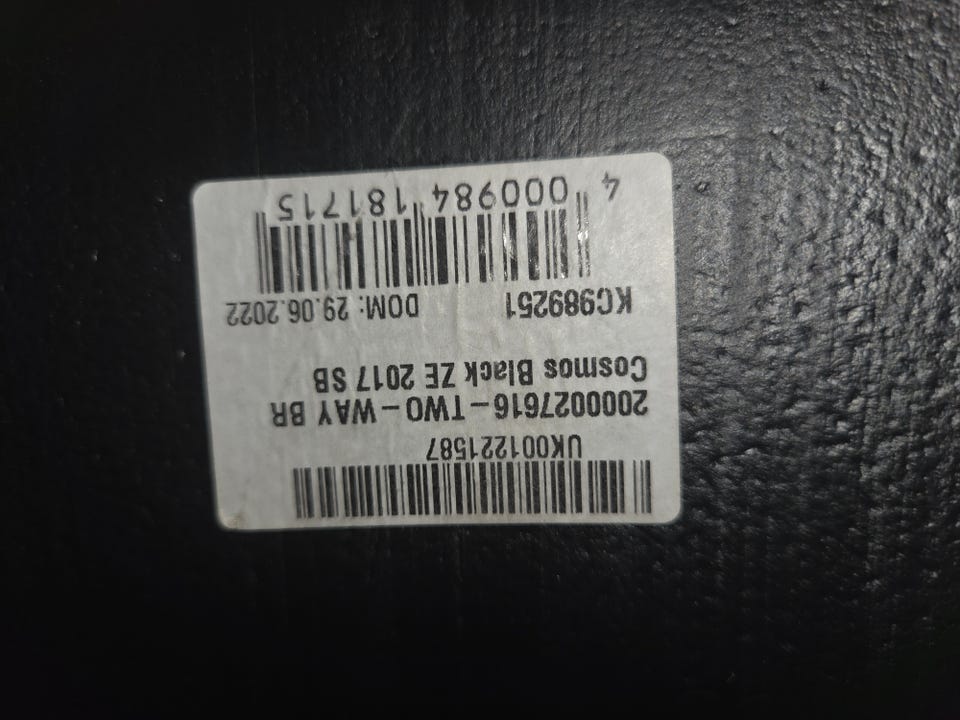 UK001221587
2000027616-TWO-WAY BR
Cosmos Black ZE 2017 SB
KC989251 DOM: 29.06.2022
4 000984 181715